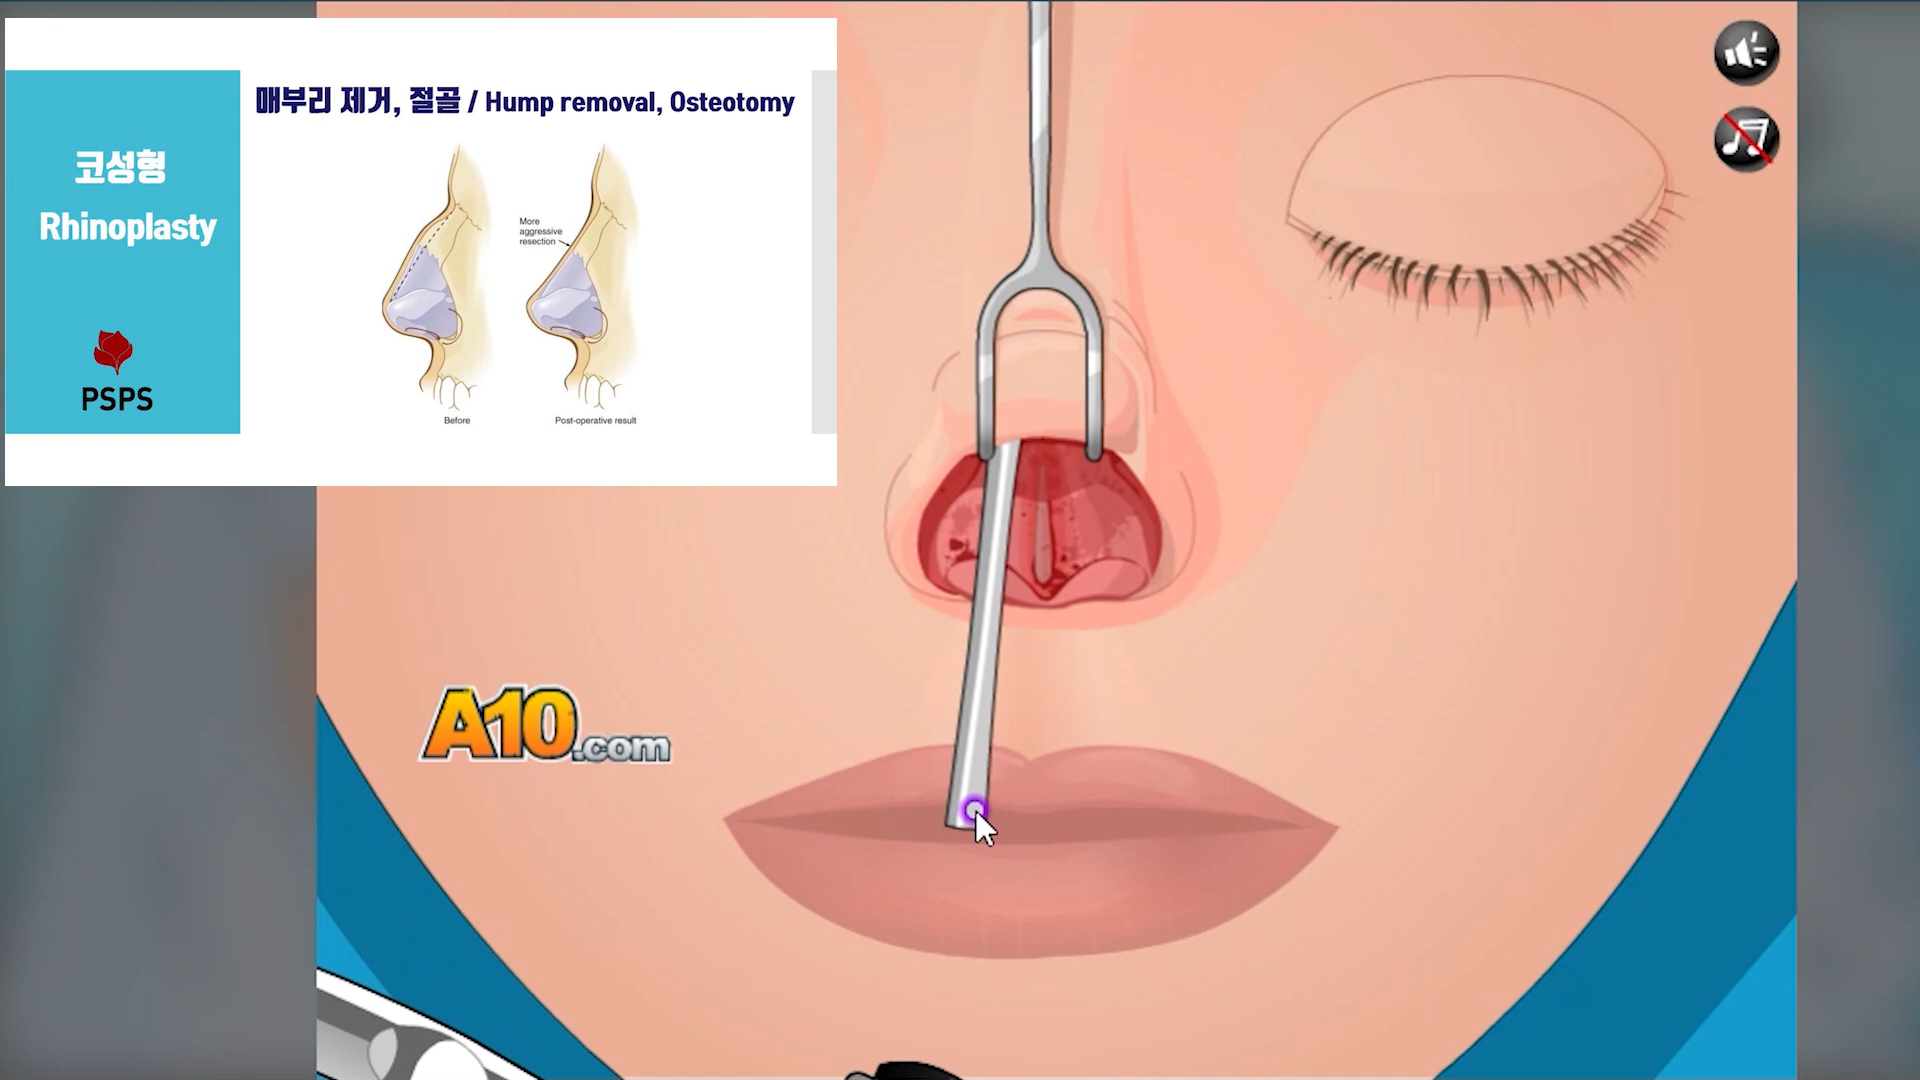 매부리 제거, 절골 / Hump removal, Osteotomy
코성형
Rhinoplasty
PSPS
More
aggressive
resection
Before
Post-operative result
A10.com